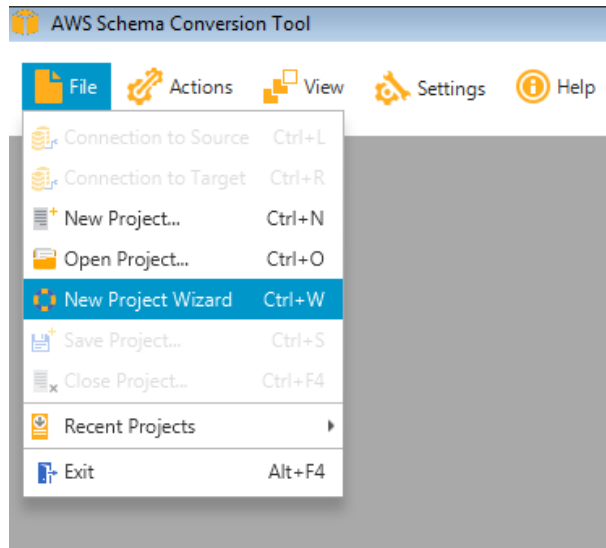 AWS Schema Conversion Tool
File Actions View Settings Help
Connection to Source Ctrl+L
Connection to Target Ctrl+R
New Project... Ctrl+N
Open Project... Ctrl+O
New Project Wizard Ctrl+W
Save Project... Ctrl+S
Close Project... Ctrl+F4
Recent Projects
Exit Alt+F4